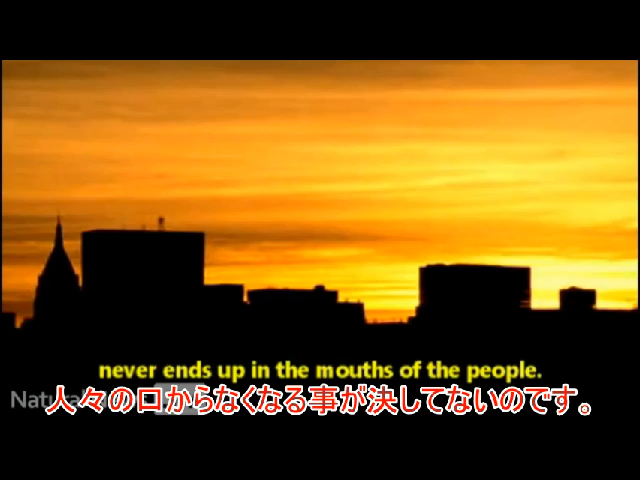 never ends up in the mouths of the people.
人々の口からなくなる事が決してないのです。